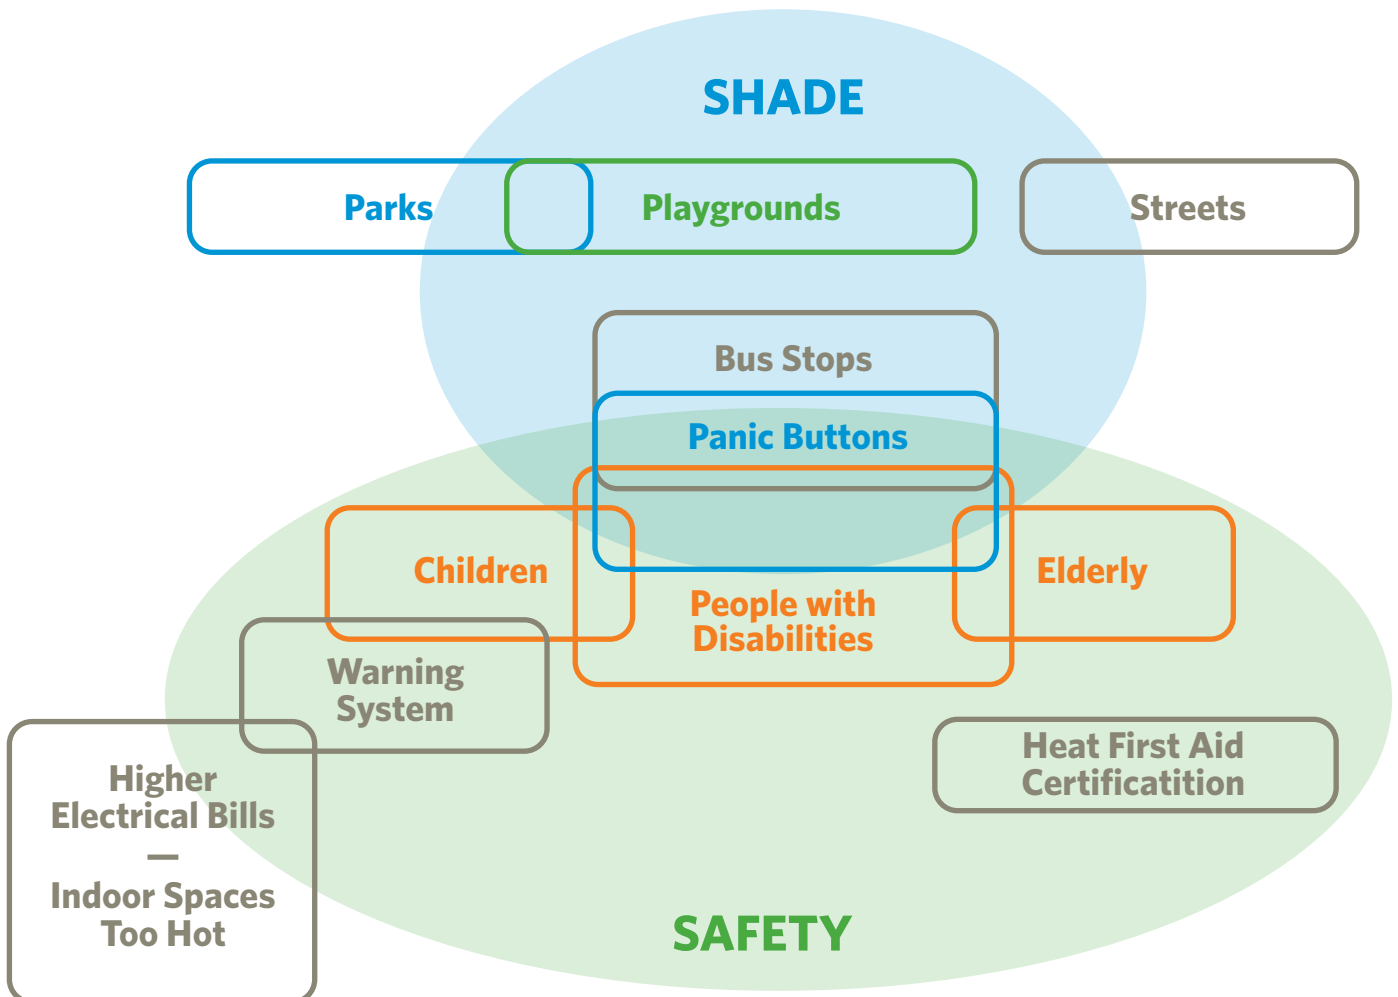 SHADE
Parks
Playgrounds
Streets
Bus Stops
Panic Buttons
Children
Elderly
People with
Disabilities
Warning
System
Heat First Aid
Certificatition
Higher
Electrical Bills
—
Indoor Spaces
Too Hot
SAFETY